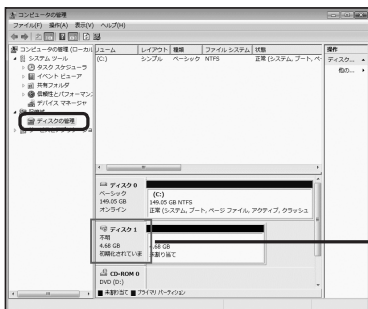 コンピュータの管理
ファイル(F) 操作(A) 表示(V) ヘルプ(H)
コンピュータの管理 (ローカル
システム ツール
タスク スケジューラ
イベント ビューア
共有フォルダ
信頼性とパフォーマンス
デバイス マネージャ
ディスクの管理
リューム レイアウト 種類 ファイル システム 状態
(C:) シンプル ベーシック NTFS 正常 (システム, ブート, ペ-
操作
ディスク...
他の...
ディスク 0
ベーシック
149.05 GB
オンライン
(C:)
149.05 GB NTFS
正常 (システム, ブート, ページ ファイル, アクティブ, クラッシュ
ディスク 1
不明
4.68 GB
初期化されていま
4.68 GB
未割り当て
CD-ROM 0
DVD (D:)
未割り当て プライマリ パーティション